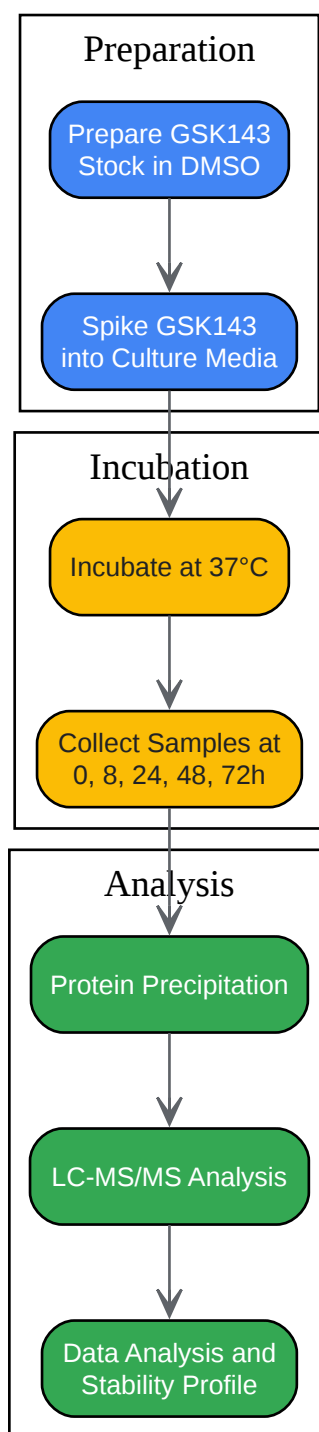 Preparation
Prepare GSK143
Stock in DMSO
Spike GSK143
into Culture Media
Incubation
Incubate at 37°C
Collect Samples at
0, 8, 24, 48, 72h
Analysis
Protein Precipitation
LC-MS/MS Analysis
Data Analysis and
Stability Profile